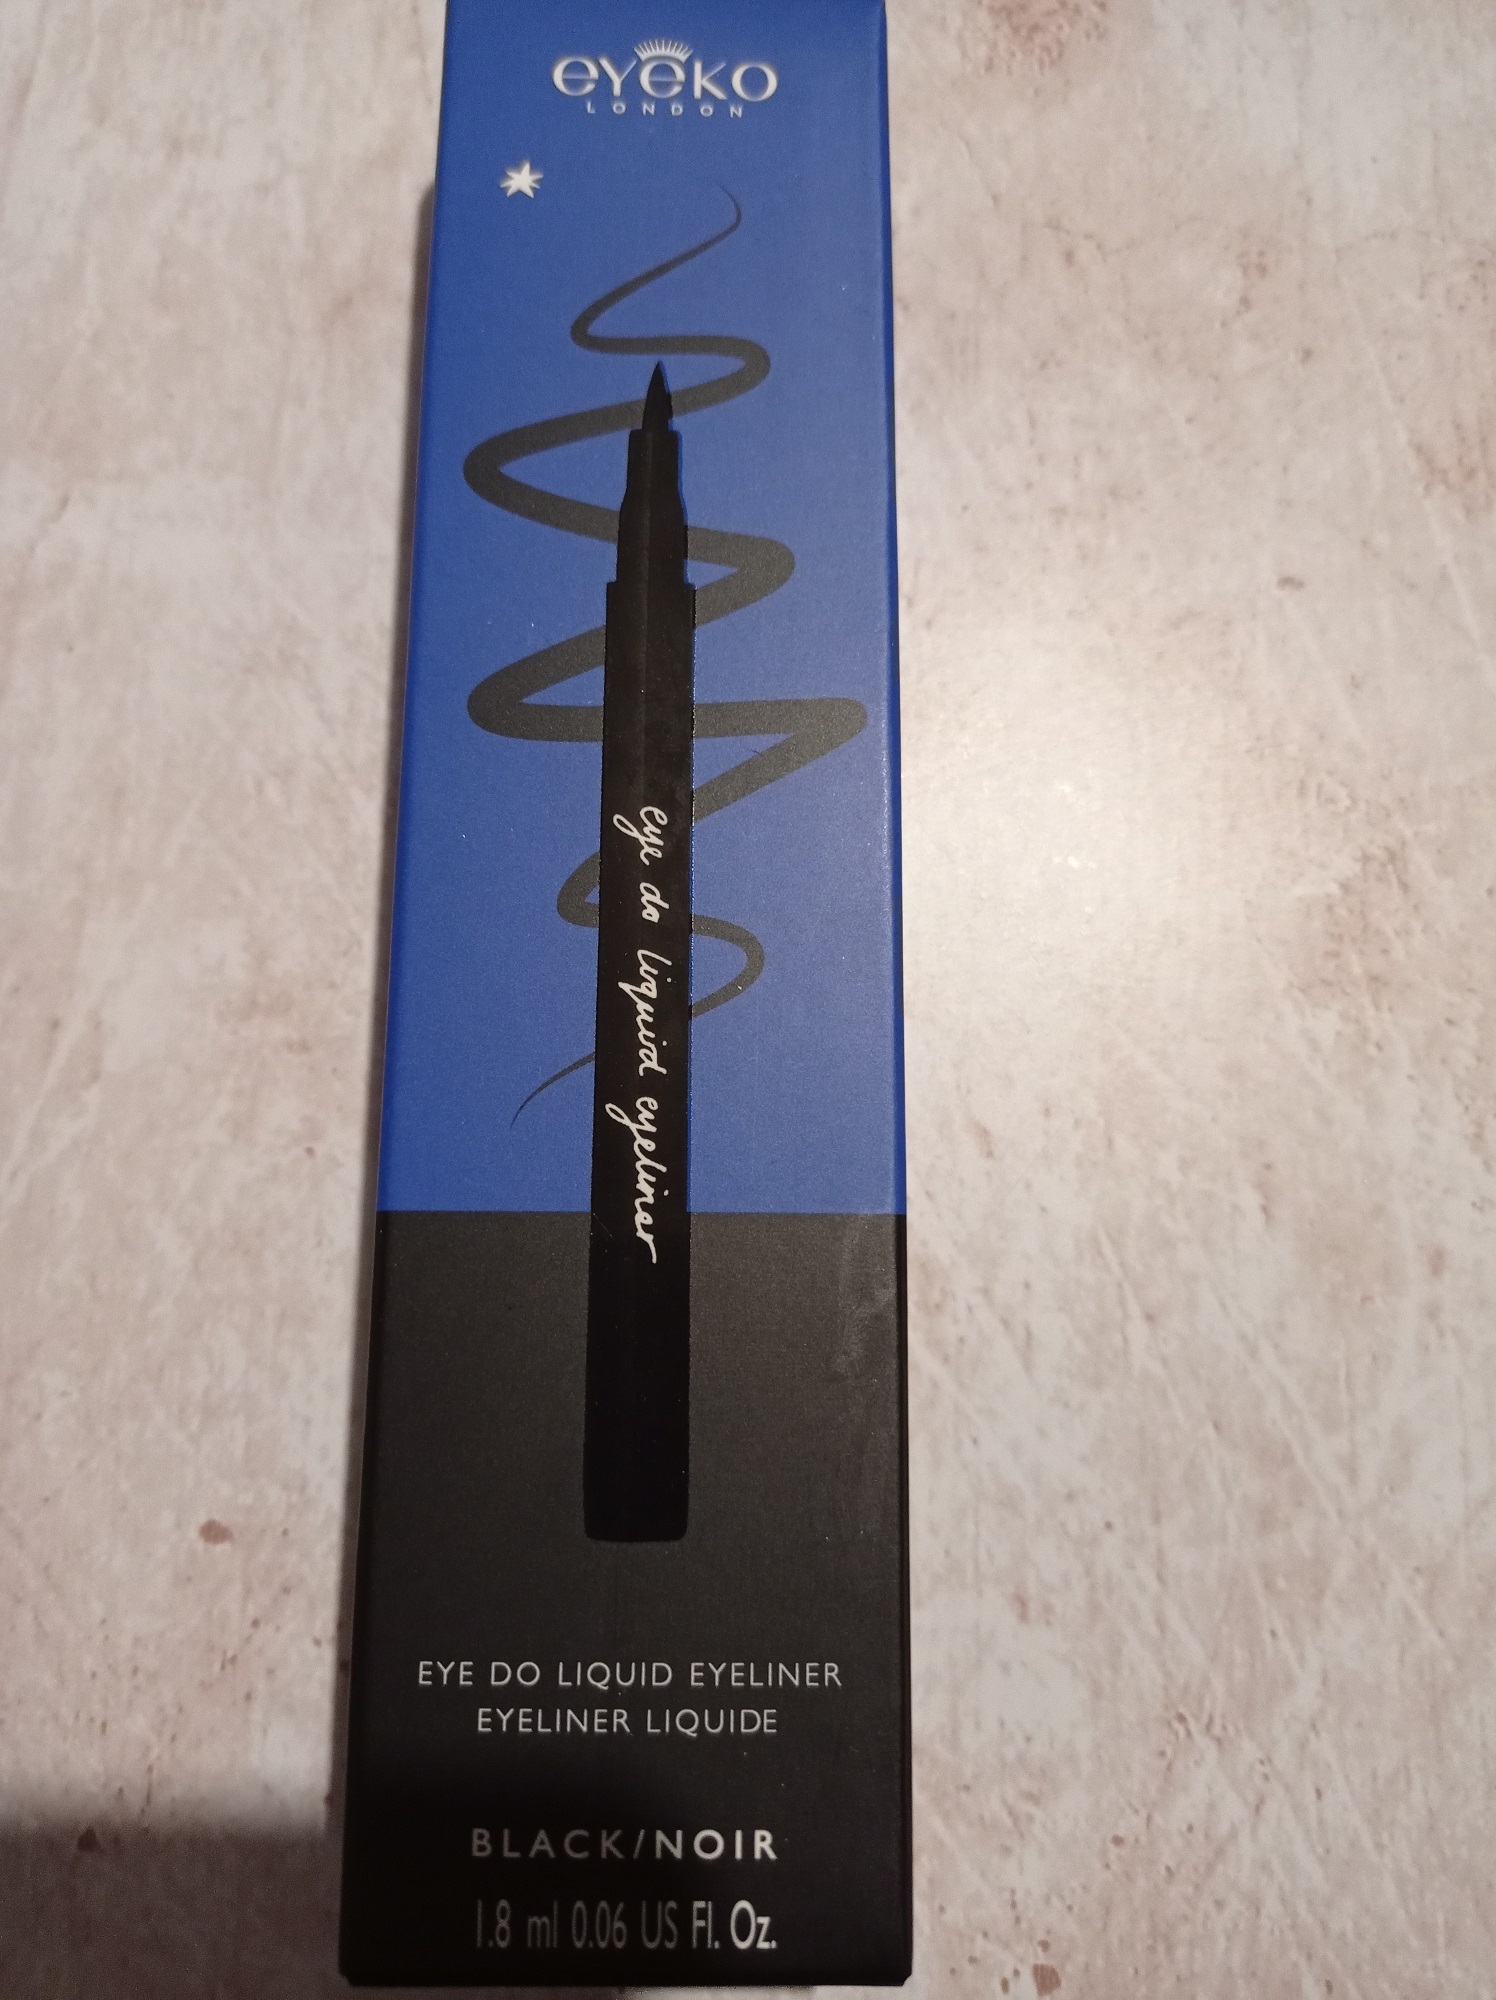 eyeko
LONDON
eye do liquid eyeliner
EYE DO LIQUID EYELINER
EYELINER LIQUIDE
BLACK/NOIR
1.8 ml 0.06 US Fl. Oz.